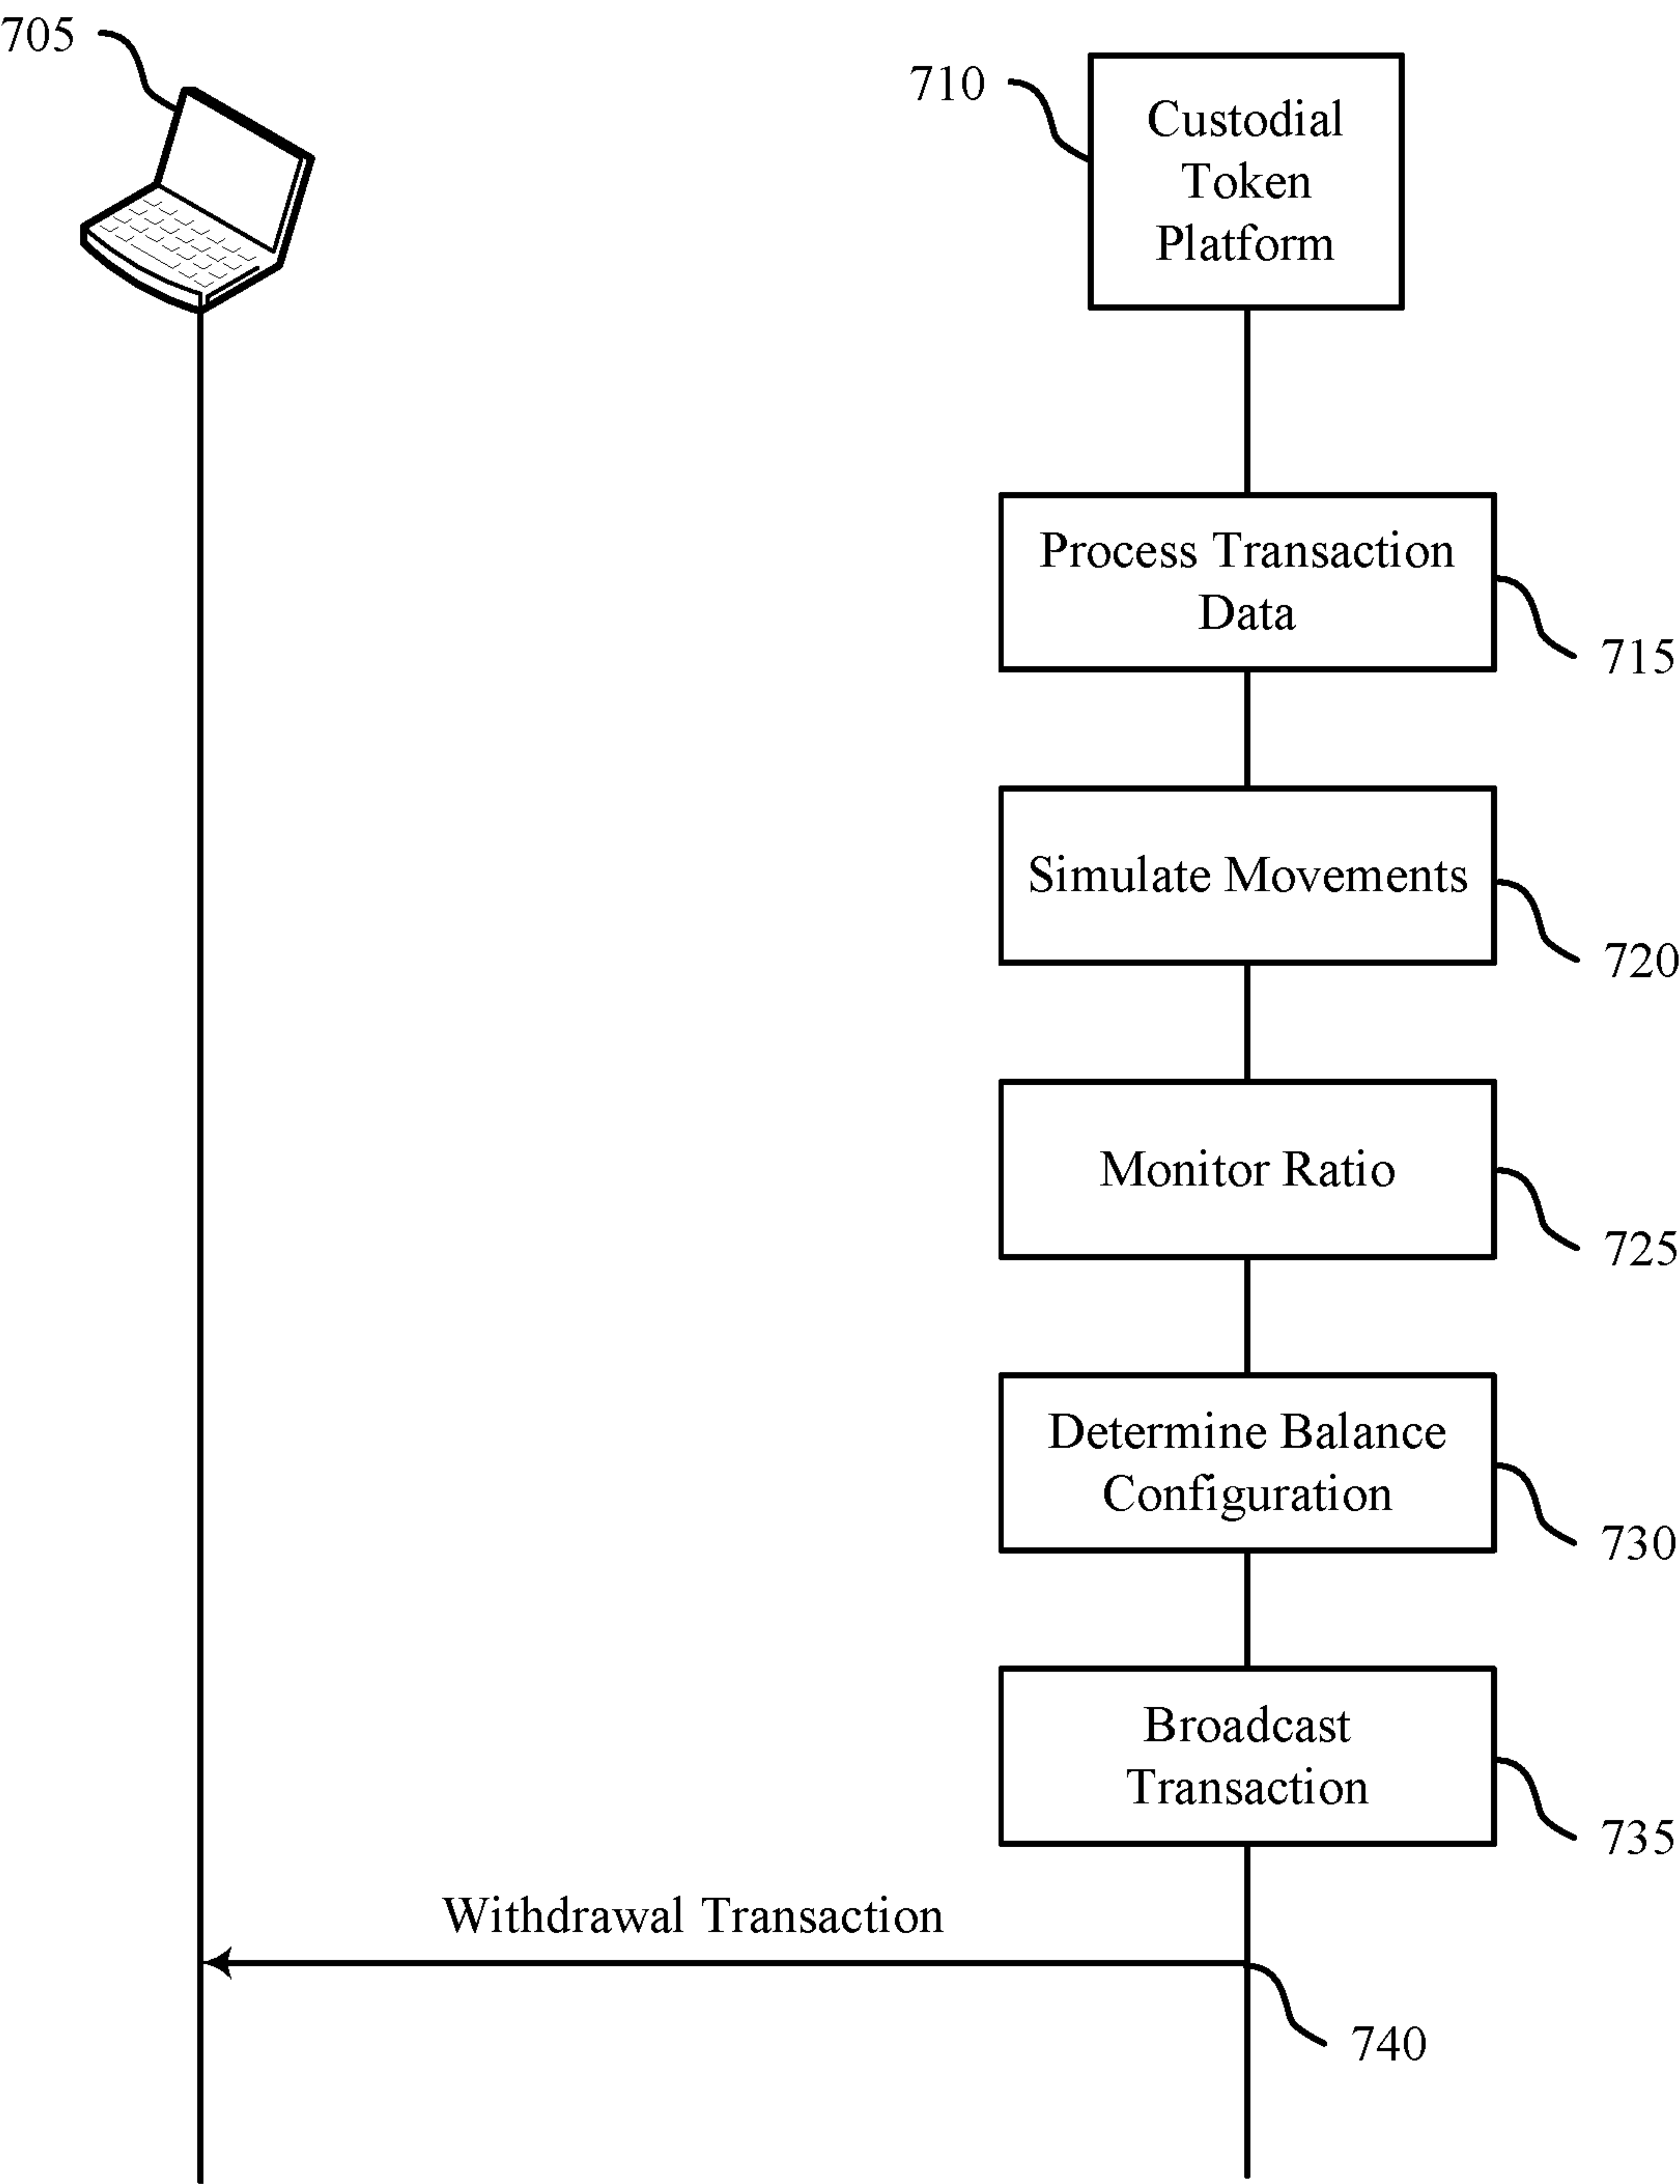 705
710
Custodial
Token
Platform
Process Transaction
Data
715
Simulate Movements
720
Monitor Ratio
725
Determine Balance
Configuration
730
Broadcast
Transaction
735
Withdrawal Transaction
740